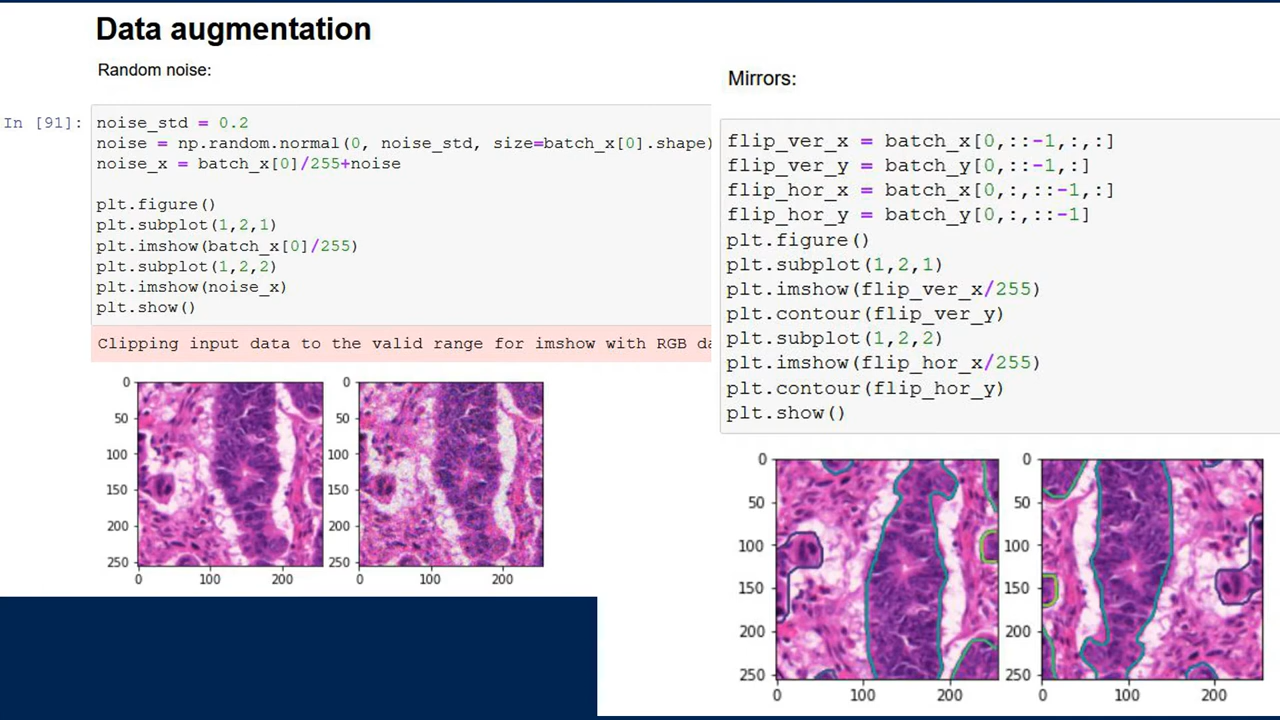 Data augmentation
Random noise:
In [91]:
noise_std = 0.2
noise = np.random.normal(0, noise_std, size=batch_x[0].shape)
noise_x = batch_x[0]/255+noise
plt.figure()
plt.subplot(1,2,1)
plt.imshow(batch_x[0]/255)
plt.subplot(1,2,2)
plt.imshow(noise_x)
plt.show()
Clipping input data to the valid range for imshow with RGB da
0
50
100
150
200
250
0 100 200
0
50
100
150
200
250
0 100 200
Mirrors:
flip_ver_x = batch_x[0,::-1,:,:]
flip_ver_y = batch_y[0,::-1,:]
flip_hor_x = batch_x[0,:,::-1,:]
flip_hor_y = batch_y[0,:,::-1]
plt.figure()
plt.subplot(1,2,1)
plt.imshow(flip_ver_x/255)
plt.contour(flip_ver_y)
plt.subplot(1,2,2)
plt.imshow(flip_hor_x/255)
plt.contour(flip_hor_y)
plt.show()
0
50
100
150
200
250
0 100 200
0
50
100
150
200
250
0 100 200